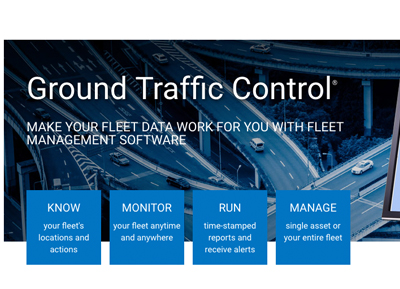 Ground Traffic Control®
MAKE YOUR FLEET DATA WORK FOR YOU WITH FLEET
MANAGEMENT SOFTWARE
KNOW
your fleet's
locations and
actions
MONITOR
your fleet anytime
and anywhere
RUN
time-stamped
reports and
receive alerts
MANAGE
single asset or
your entire fleet